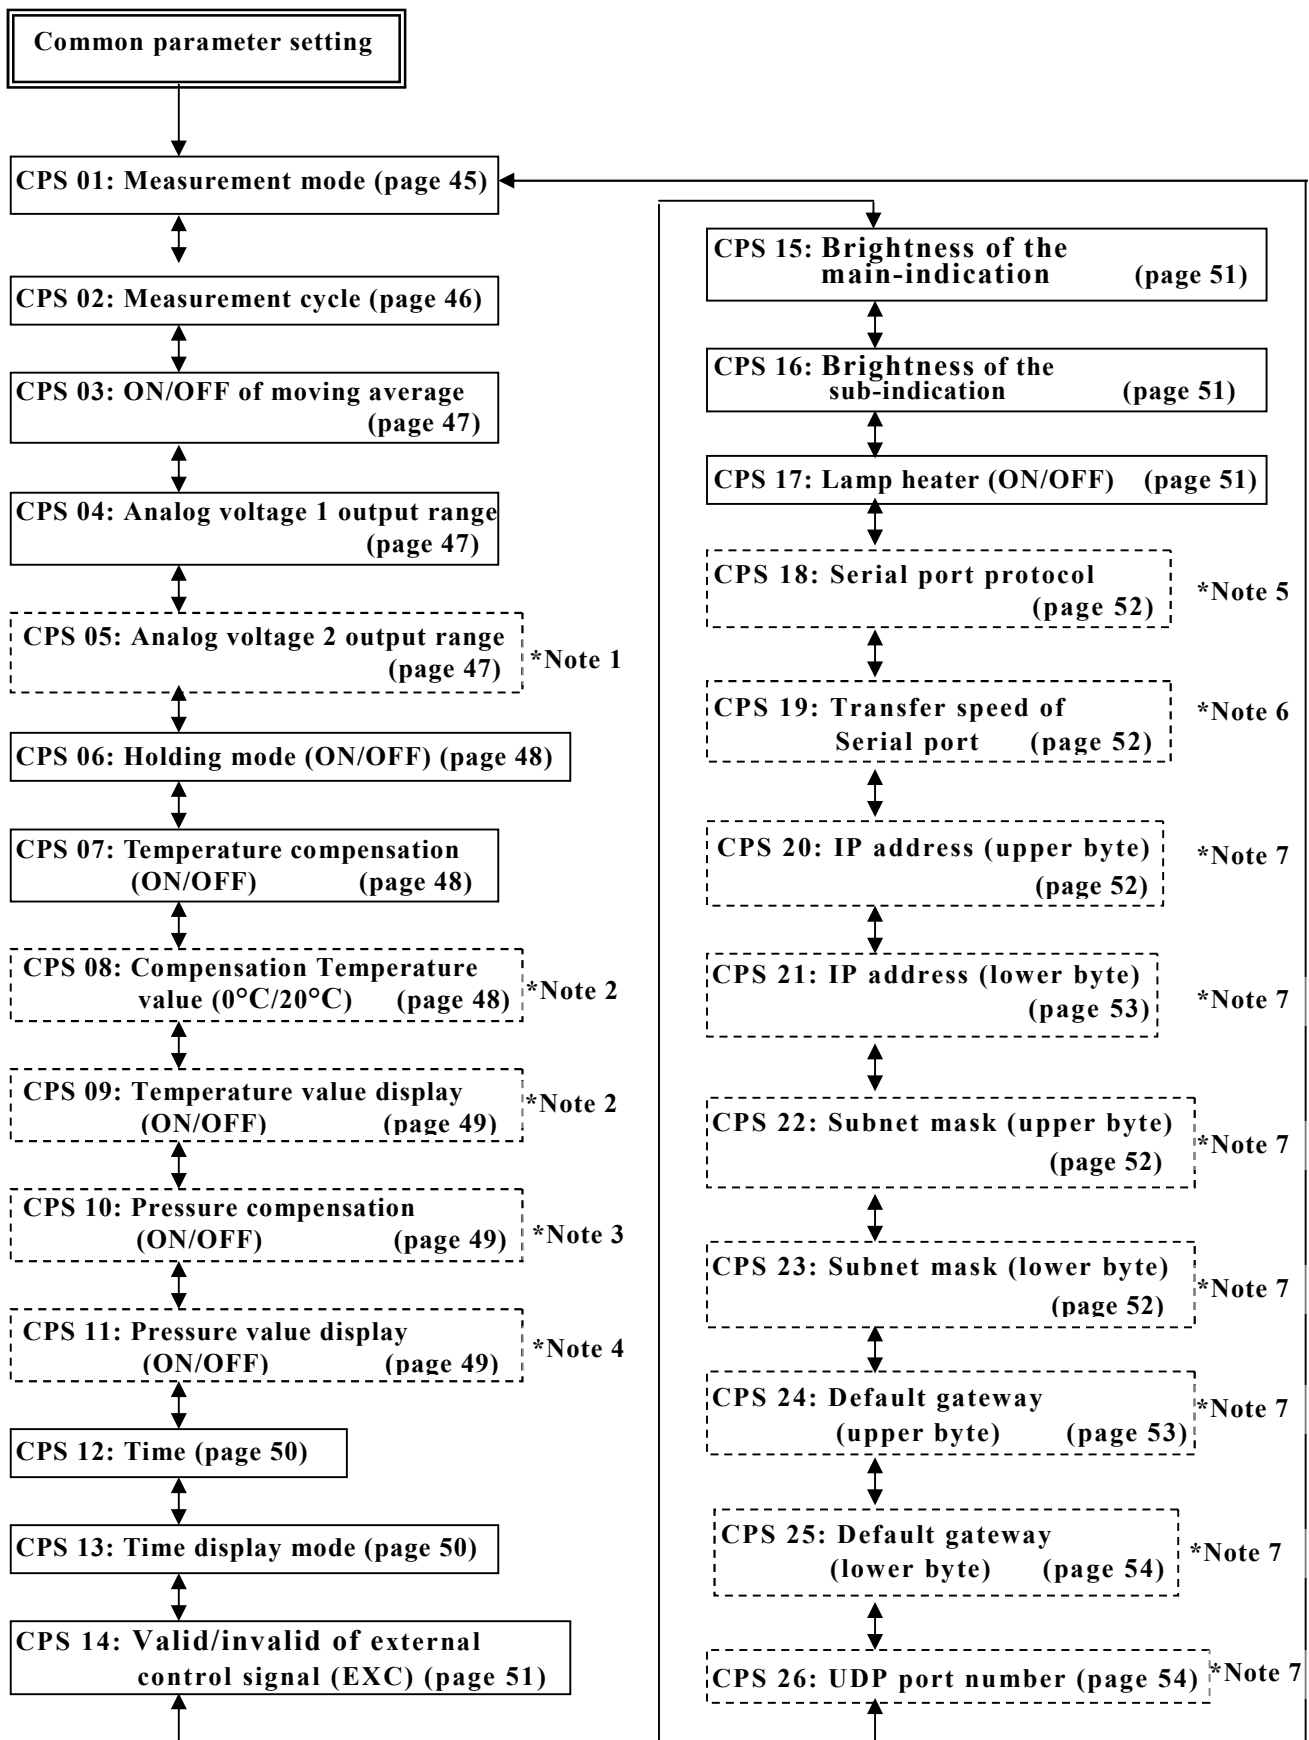 Common parameter setting
CPS 01: Measurement mode (page 45)
CPS 02: Measurement cycle (page 46)
CPS 03: ON/OFF of moving average
(page 47)
CPS 04: Analog voltage 1 output range
(page 47)
CPS 05: Analog voltage 2 output range
(page 47)
*Note 1
CPS 06: Holding mode (ON/OFF) (page 48)
CPS 07: Temperature compensation
(ON/OFF) (page 48)
CPS 08: Compensation Temperature
value (0°C/20°C) (page 48)
*Note 2
CPS 09: Temperature value display
(ON/OFF) (page 49)
*Note 2
CPS 10: Pressure compensation
(ON/OFF) (page 49)
*Note 3
CPS 11: Pressure value display
(ON/OFF) (page 49)
*Note 4
CPS 12: Time (page 50)
CPS 13: Time display mode (page 50)
CPS 14: Valid/invalid of external
control signal (EXC) (page 51)
CPS 15: Brightness of the
main-indication (page 51)
CPS 16: Brightness of the
sub-indication (page 51)
CPS 17: Lamp heater (ON/OFF) (page 51)
CPS 18: Serial port protocol
(page 52)
*Note 5
CPS 19: Transfer speed of
Serial port (page 52)
*Note 6
CPS 20: IP address (upper byte)
(page 52)
*Note 7
CPS 21: IP address (lower byte)
(page 53)
*Note 7
CPS 22: Subnet mask (upper byte)
(page 52)
*Note 7
CPS 23: Subnet mask (lower byte)
(page 52)
*Note 7
CPS 24: Default gateway
(upper byte) (page 53)
*Note 7
CPS 25: Default gateway
(lower byte) (page 54)
*Note 7
CPS 26: UDP port number (page 54)
*Note 7